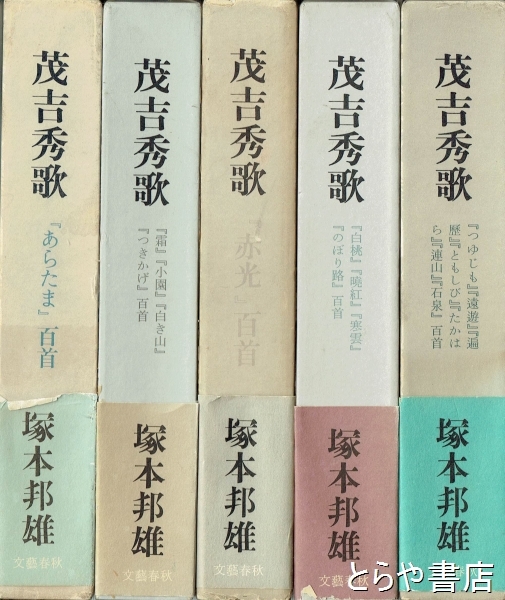 茂吉秀歌
『つゆじも』『遠遊』『遍
歴』『ともしび』『たかは
ら』『連山』『石泉』百首
塚本邦雄
茂吉秀歌
『白桃』『曉紅』『寒雲』
『のぼり路』百首
塚本邦雄
文藝春秋
茂吉秀歌
赤光 百首
塚本邦雄
文藝春秋
茂吉秀歌
『霜』『小園』『白き山』
『つきかげ』百首
塚本邦雄
文藝春秋
茂吉秀歌
『あらたま』百首
塚本邦雄
文藝春秋
とらや書店